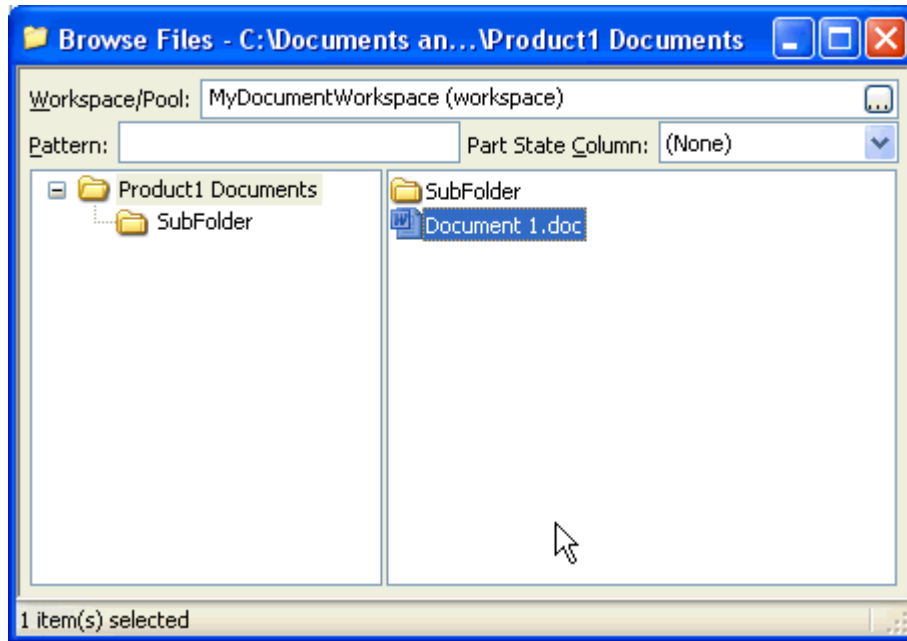 Browse Files - C:\Documents an...\Product1 Documents
Workspace/Pool: MyDocumentWorkspace (workspace) ...
Pattern: Part State Column: (None)
Product1 Documents
SubFolder
SubFolder
Document 1.doc
1 item(s) selected